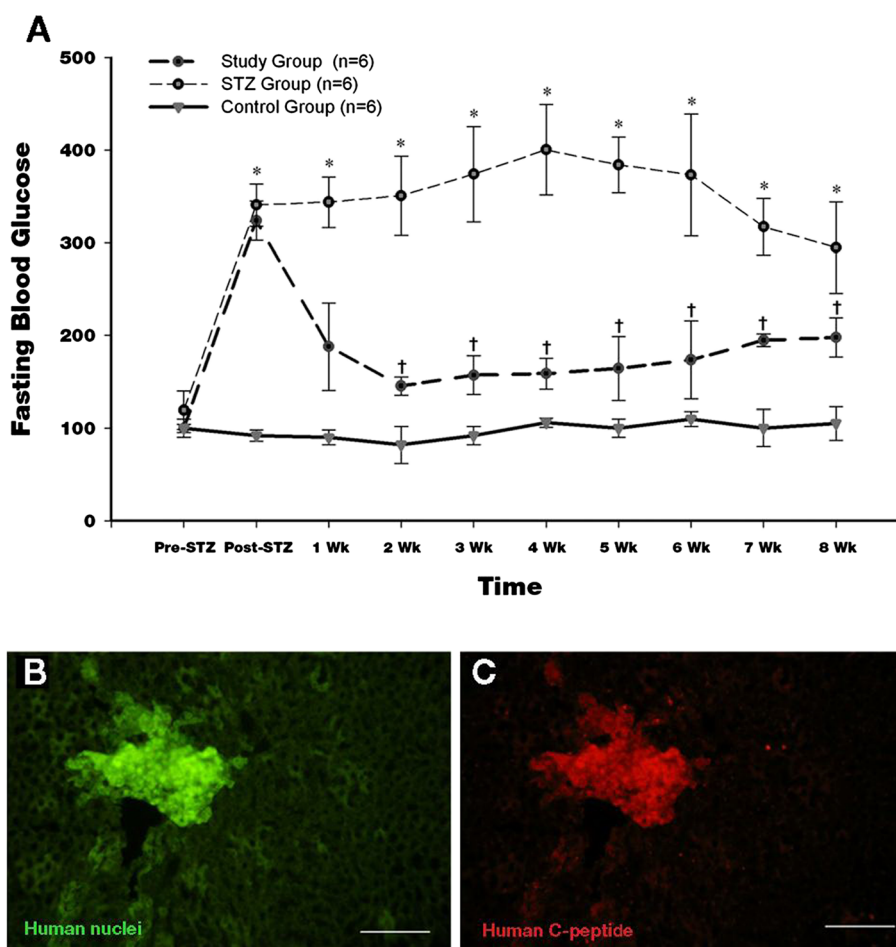 A
500
400
300
200
100
0
Fasting Blood Glucose
Study Group (n=6)
STZ Group (n=6)
Control Group (n=6)
* * * * * * * * *
† † † † † † †
Pre-STZ Post-STZ 1 Wk 2 Wk 3 Wk 4 Wk 5 Wk 6 Wk 7 Wk 8 Wk
Time
B
Human nuclei
C
Human C-peptide